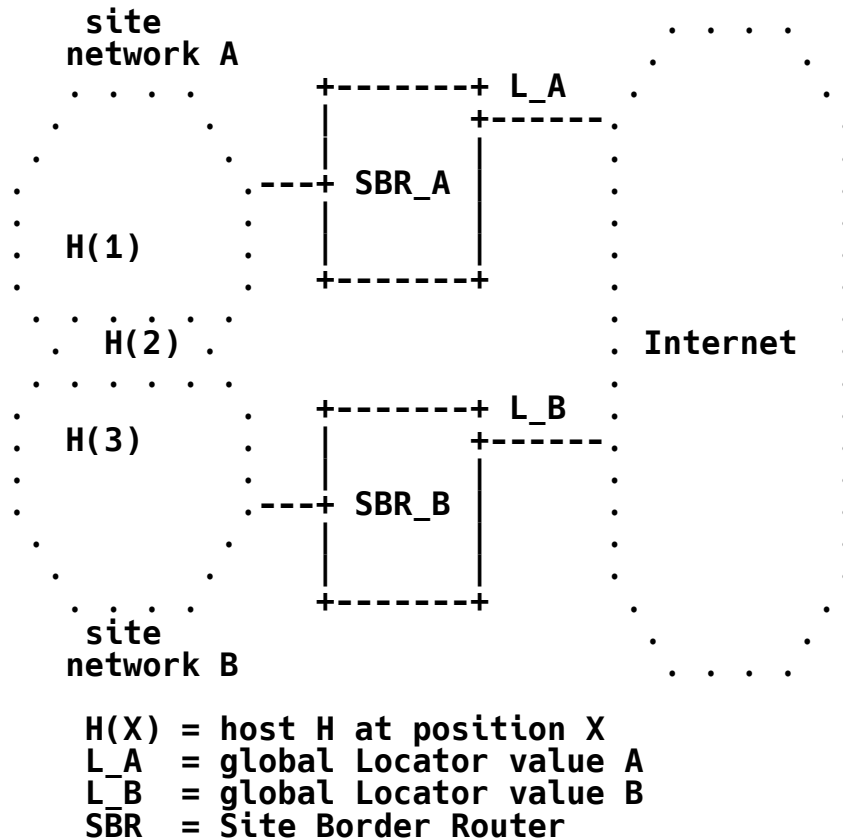 site
network A
L_A
SBR_A
H(1)
H(2)
Internet
L_B
H(3)
SBR_B
site
network B
H(X) = host H at position X
L_A = global Locator value A
L_B = global Locator value B
SBR = Site Border Router